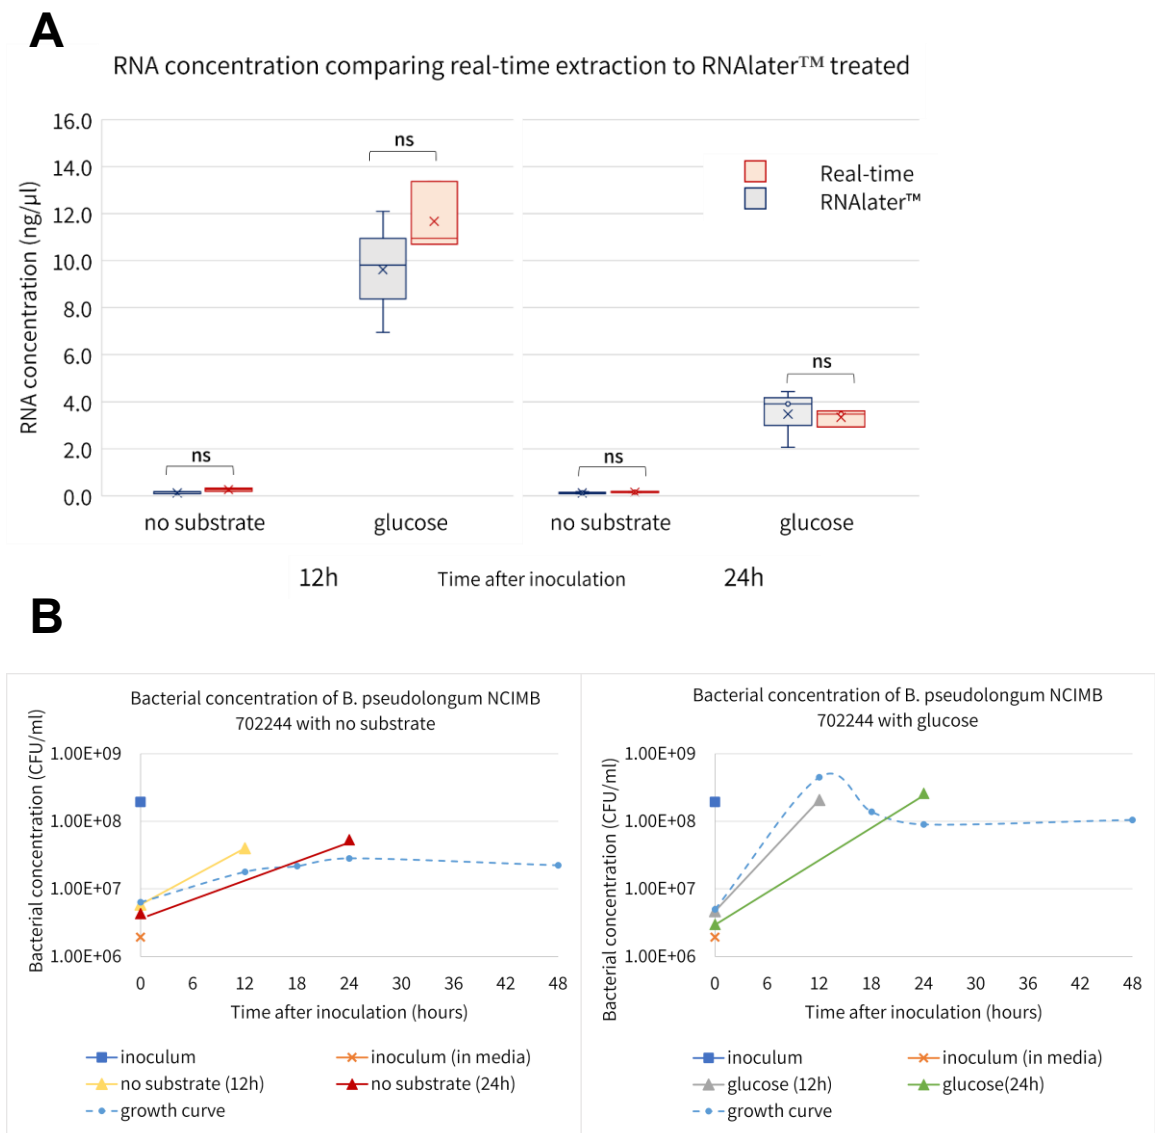 A
RNA concentration comparing real-time extraction to RNAlater™ treated
RNA concentration (ng/µl)
16.0
14.0
12.0
10.0
8.0
6.0
4.0
2.0
0.0
ns
ns
ns
ns
Real-time
RNAlater™
no substrate
glucose
no substrate
glucose
12h
Time after inoculation
24h
B
Bacterial concentration of B. pseudolongum NCIMB
702244 with no substrate
Bacterial concentration (CFU/ml)
1.00E+09
1.00E+08
1.00E+07
1.00E+06
0 6 12 18 24 30 36 42 48
Time after inoculation (hours)
inoculum
inoculum (in media)
no substrate (12h)
no substrate (24h)
growth curve
Bacterial concentration of B. pseudolongum NCIMB
702244 with glucose
Bacterial concentration (CFU/ml)
1.00E+09
1.00E+08
1.00E+07
1.00E+06
0 6 12 18 24 30 36 42 48
Time after inoculation (hours)
inoculum
inoculum (in media)
glucose (12h)
glucose(24h)
growth curve